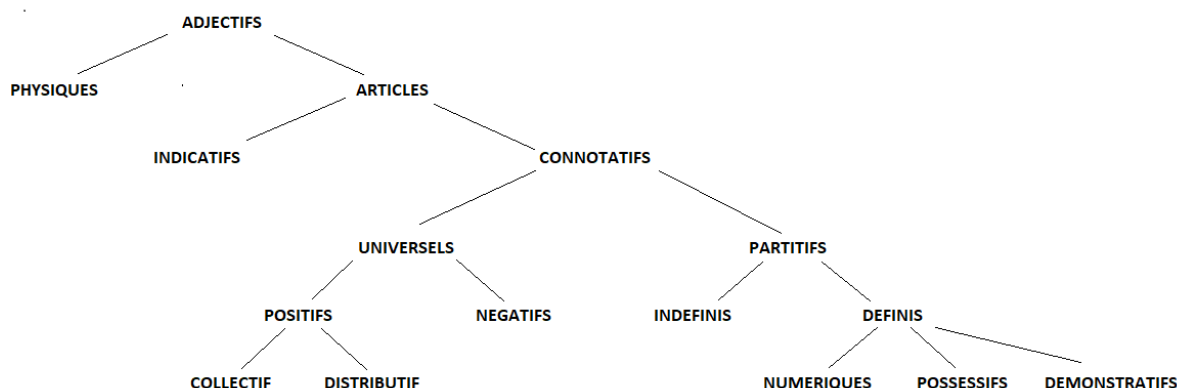 ADJECTIFS
PHYSIQUES ARTICLES
INDICATIFS CONNOTATIFS
UNIVERSELS PARTITIFS
POSITIFS NEGATIFS INDEFINIS DEFINIS
COLLECTIF DISTRIBUTIF NUMERIQUES POSSESSIFS DEMONSTRATIFS